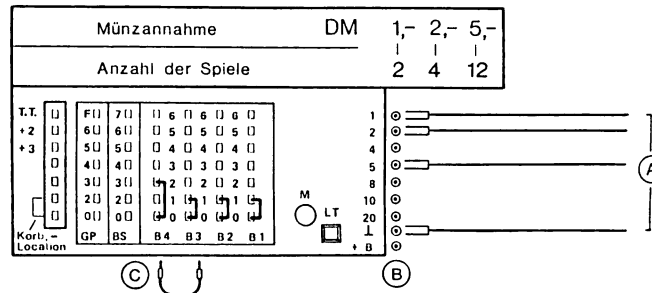 Münzannahme DM 1,- 2,- 5,-
Anzahl der Spiele 2 4 12
T.T. F 7 6 6 6 1
+2 6 6 5 5 5 2
+3 5 5 4 4 4 4
4 4 3 3 3 5
3 3 2 2 2 8
2 2 1 1 1 M 10
0 0 0 0 0 LT 20
Korb,- GP BS B4 B3 B2 B1 ⊥
Location + B
A
C B